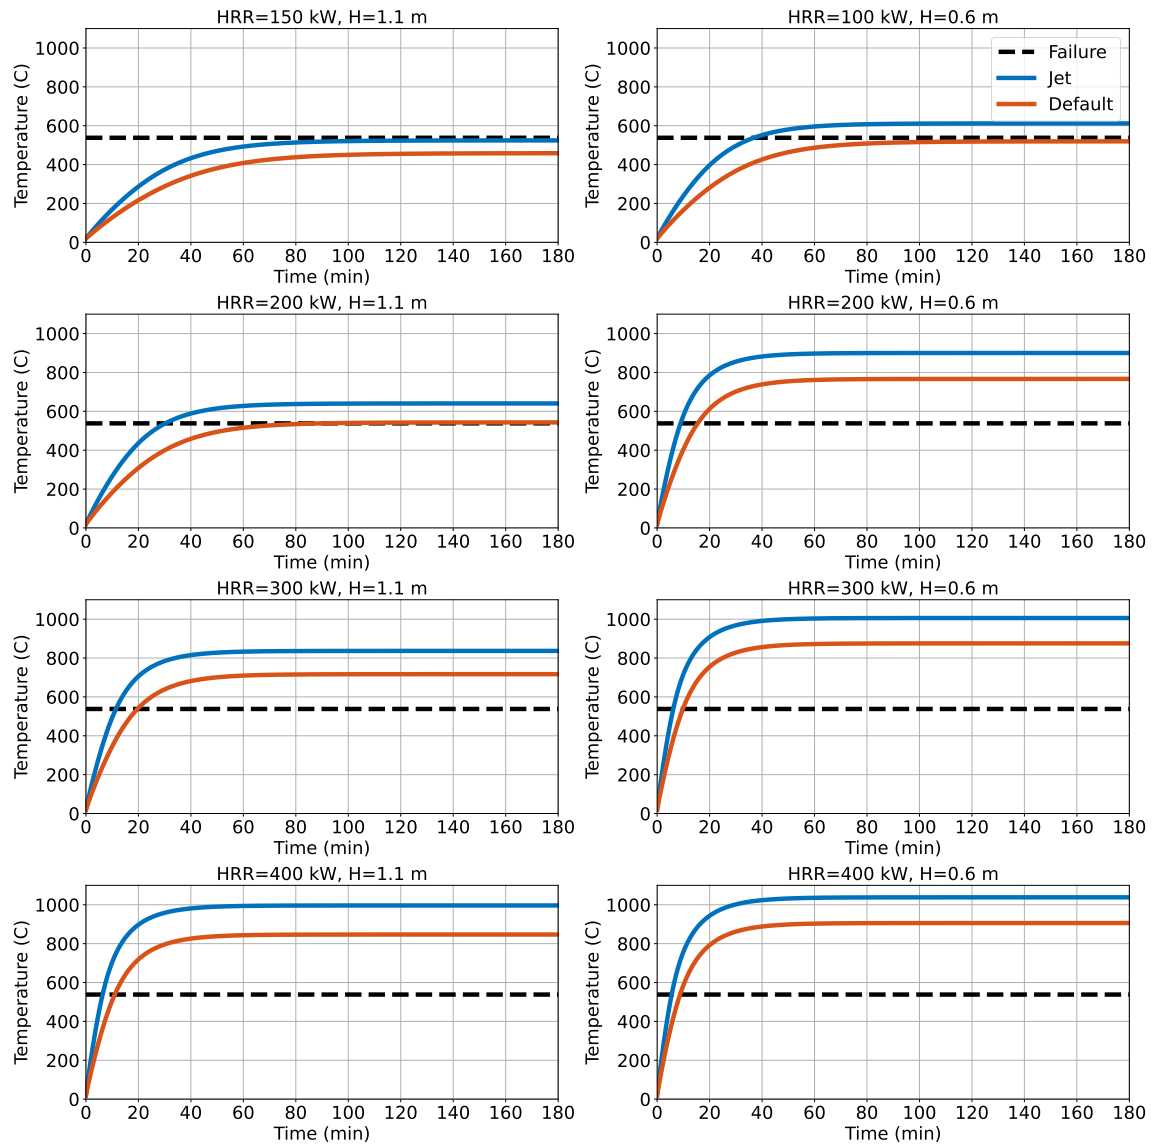 HRR=150 kW, H=1.1 m
Temperature (C)
1000
800
600
400
200
0
0 20 40 60 80 100 120 140 160 180
Time (min)
HRR=100 kW, H=0.6 m
Temperature (C)
1000
800
600
400
200
0
Failure
Jet
Default
0 20 40 60 80 100 120 140 160 180
Time (min)
HRR=200 kW, H=1.1 m
Temperature (C)
1000
800
600
400
200
0
0 20 40 60 80 100 120 140 160 180
Time (min)
HRR=200 kW, H=0.6 m
Temperature (C)
1000
800
600
400
200
0
0 20 40 60 80 100 120 140 160 180
Time (min)
HRR=300 kW, H=1.1 m
Temperature (C)
1000
800
600
400
200
0
0 20 40 60 80 100 120 140 160 180
Time (min)
HRR=300 kW, H=0.6 m
Temperature (C)
1000
800
600
400
200
0
0 20 40 60 80 100 120 140 160 180
Time (min)
HRR=400 kW, H=1.1 m
Temperature (C)
1000
800
600
400
200
0
0 20 40 60 80 100 120 140 160 180
Time (min)
HRR=400 kW, H=0.6 m
Temperature (C)
1000
800
600
400
200
0
0 20 40 60 80 100 120 140 160 180
Time (min)